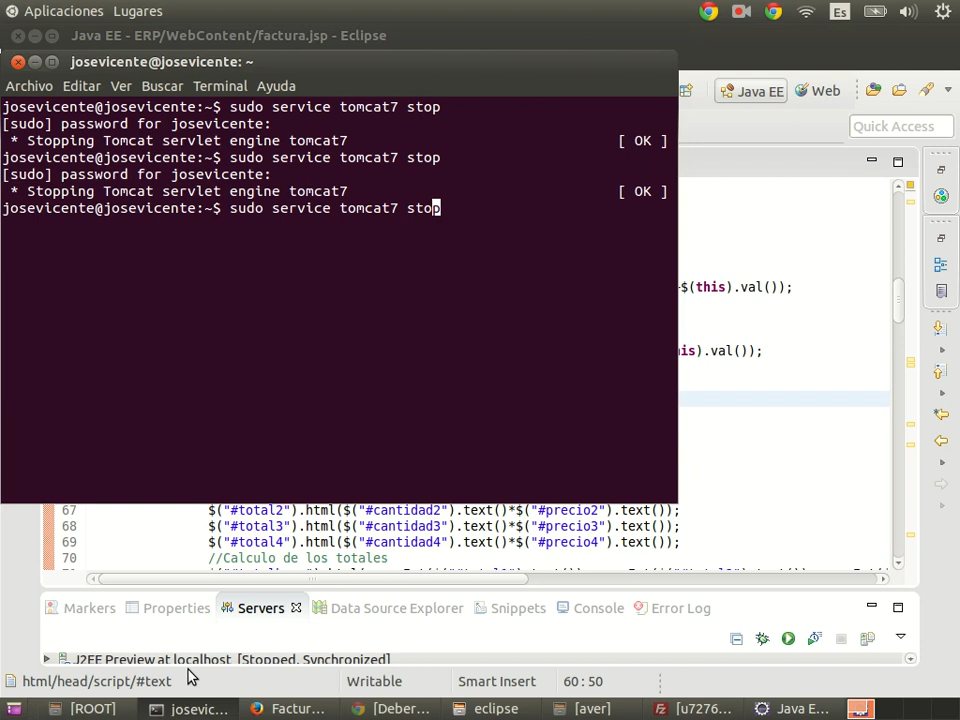 Aplicaciones Lugares
Es
Java EE - ERP/WebContent/factura.jsp - Eclipse
josevicente@josevicente: ~
Archivo Editar Ver Buscar Terminal Ayuda
Java EE Web
josevicente@josevicente:~$ sudo service tomcat7 stop
[sudo] password for josevicente:
* Stopping Tomcat servlet engine tomcat7 [ OK ]
josevicente@josevicente:~$ sudo service tomcat7 stop
[sudo] password for josevicente:
* Stopping Tomcat servlet engine tomcat7 [ OK ]
josevicente@josevicente:~$ sudo service tomcat7 stop
Quick Access
$(this).val());
is).val());
67 $("#total2").html($("#cantidad2").text()*$("#precio2").text());
68 $("#total3").html($("#cantidad3").text()*$("#precio3").text());
69 $("#total4").html($("#cantidad4").text()*$("#precio4").text());
70 //Calculo de los totales
Markers Properties Servers Data Source Explorer Snippets Console Error Log
J2EE Preview at localhost [Stopped, Synchronized]
html/head/script/#text Writable Smart Insert 60:50
[ROOT] josevic... Factur... [Deber... eclipse [aver] [u7276... Java E...